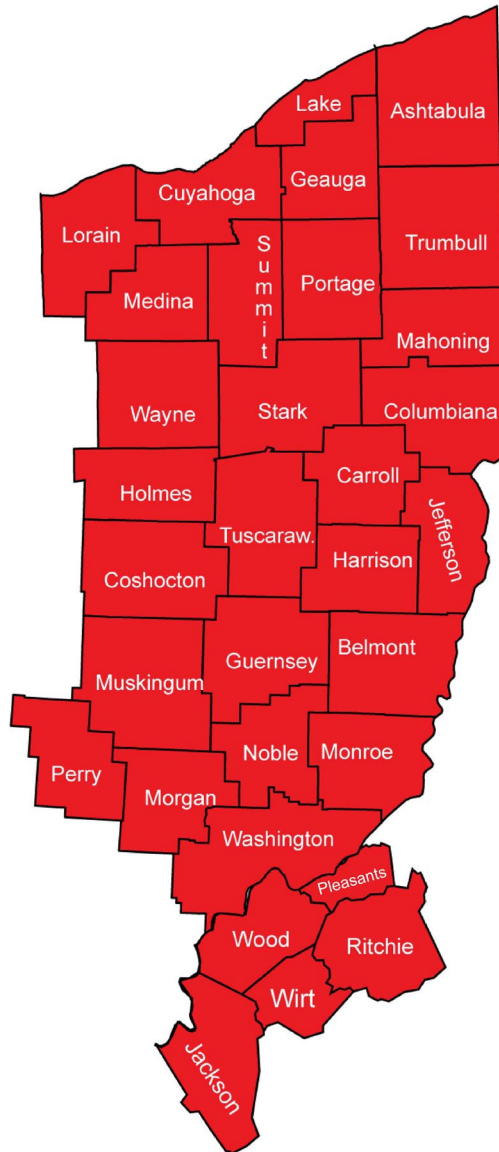 Lake
Ashtabula
Geauga
Cuyahoga
Lorain
Summit
Trumbull
Portage
Medina
Mahoning
Wayne
Stark
Columbiana
Carroll
Holmes
Jefferson
Tuscaraw.
Harrison
Coshocton
Belmont
Guernsey
Muskingum
Noble
Monroe
Perry
Morgan
Washington
Pleasants
Wood
Ritchie
Wirt
Jackson